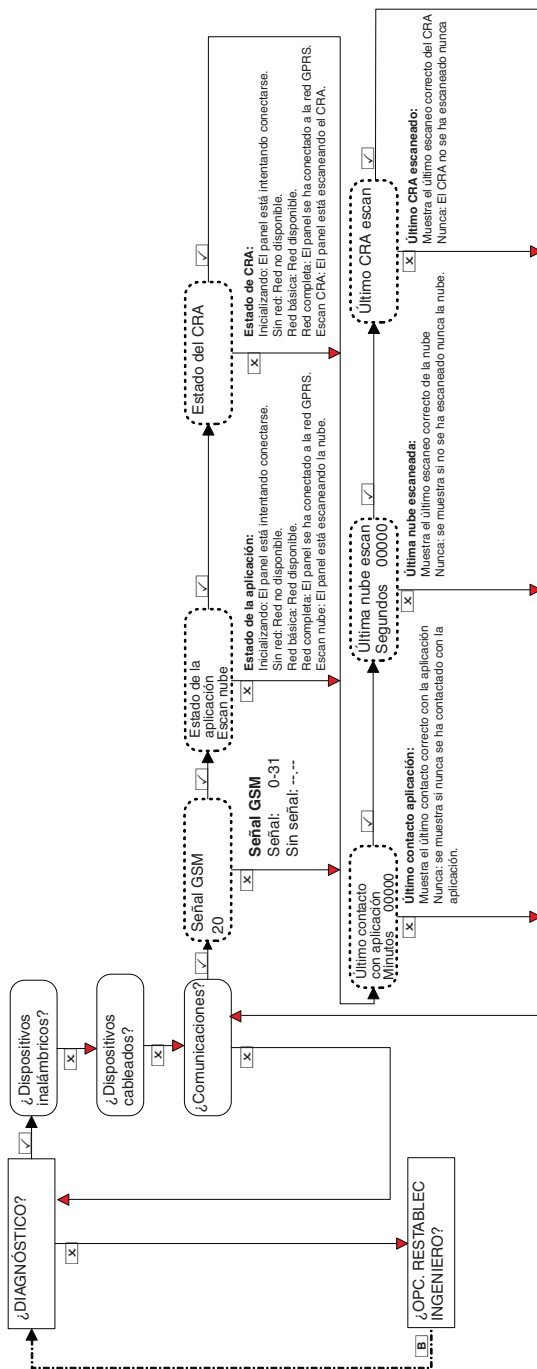 ¿DIAGNÓSTICO?
¿Dispositivos
inalámbricos?
¿Dispositivos
cableados?
¿Comunicaciones?
Señal GSM
20
Señal GSM
Señal: 0-31
Sin señal: --.--
Estado de la
aplicación
Escan nube
Estado de la aplicación:
Inicializando: El panel está intentando conectarse.
Sin red: Red no disponible.
Red básica: Red disponible.
Red completa: El panel se ha conectado a la red GPRS.
Escan nube: El panel está escaneando la nube.
Estado del CRA
Estado de CRA:
Inicializando: El panel está intentando conectarse.
Sin red: Red no disponible.
Red básica: Red disponible.
Red completa: El panel se ha conectado a la red GPRS.
Escan CRA: El panel está escaneando el CRA.
Último contacto
con aplicación
Minutos 00000
Último contacto aplicación:
Muestra el último contacto correcto con la aplicación
Nunca: se muestra si nunca se ha contactado con la
aplicación.
Última nube escan
Segundos 00000
Última nube escaneada:
Muestra el último escaneo correcto de la nube
Nunca: se muestra si no se ha escaneado nunca la nube.
Último CRA escan
Último CRA escaneado:
Muestra el último escaneo correcto del CRA
Nunca: El CRA no se ha escaneado nunca
¿OPC. RESTABLEC
INGENIERO?
B